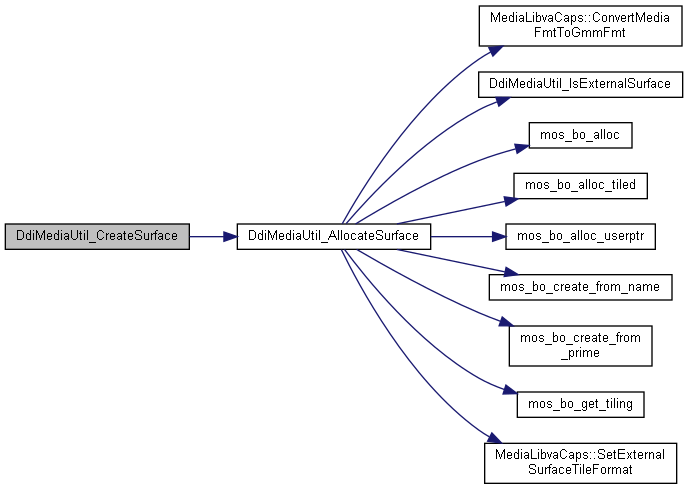 MediaLibvaCaps::ConvertMedia
FmtToGmmFmt
DdiMediaUtil_IsExternalSurface
mos_bo_alloc
mos_bo_alloc_tiled
DdiMediaUtil_CreateSurface
DdiMediaUtil_AllocateSurface
mos_bo_alloc_userptr
mos_bo_create_from_name
mos_bo_create_from
_prime
mos_bo_get_tiling
MediaLibvaCaps::SetExternal
SurfaceTileFormat